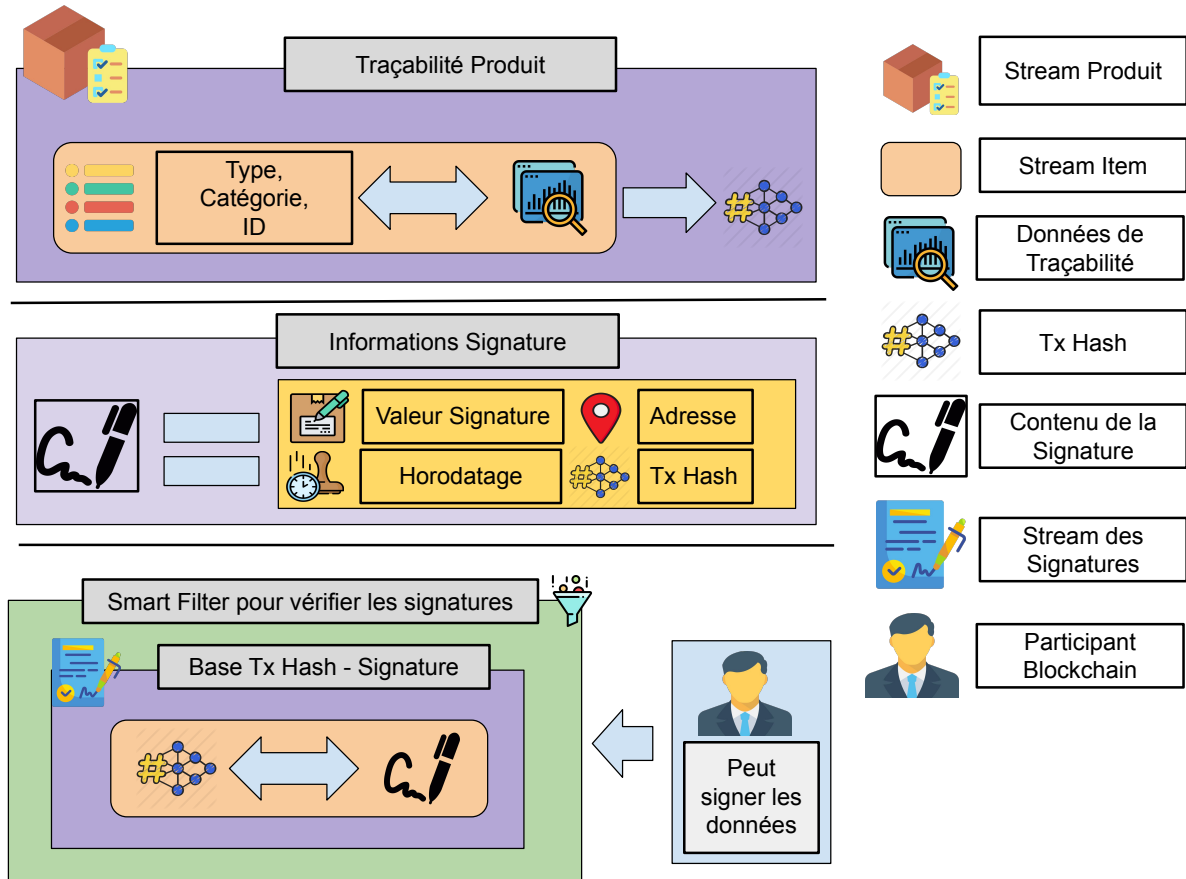 Traçabilité Produit
Type,
Catégorie,
ID
Informations Signature
Valeur Signature
Adresse
Horodatage
Tx Hash
Smart Filter pour vérifier les signatures
Base Tx Hash - Signature
Peut
signer les
données
Stream Produit
Stream Item
Données de
Traçabilité
Tx Hash
Contenu de la
Signature
Stream des
Signatures
Participant
Blockchain